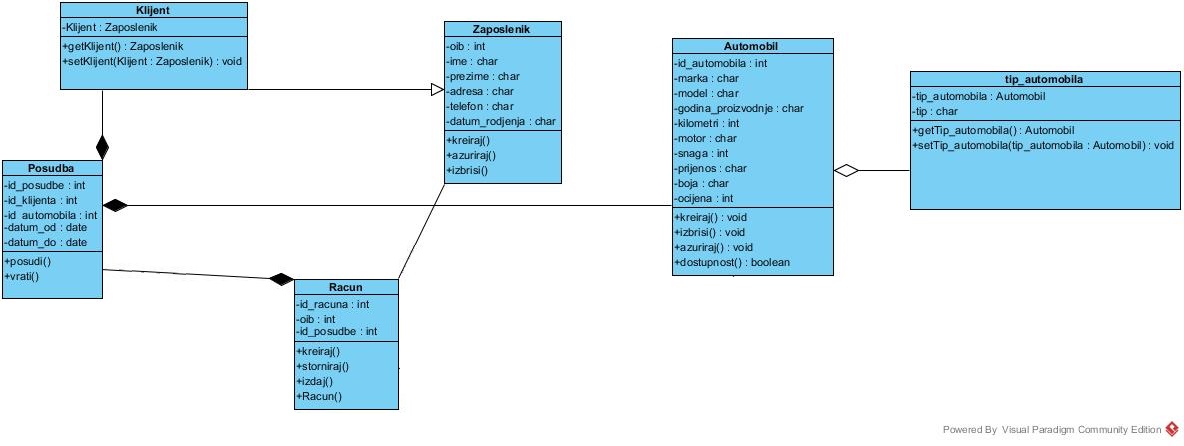 Klijent
-Klijent : Zaposlenik
+getKlijent() : Zaposlenik
+setKlijent(Klijent : Zaposlenik) : void
Zaposlenik
-oib : int
-ime : char
-prezime : char
-adresa : char
-telefon : char
-datum_rodjenja : char
+kreiraj()
+azuriraj()
+izbrisi()
Automobil
-id_automobila : int
-marka : char
-model : char
-godina_proizvodnje : char
-kilometri : int
-motor : char
-snaga : int
-prijenos : char
-boja : char
-ocijena : int
+kreiraj() : void
+izbrisi() : void
+azuriraj() : void
+dostupnost() : boolean
tip_automobila
-tip_automobila : Automobil
-tip : char
+getTip_automobila() : Automobil
+setTip_automobila(tip_automobila : Automobil) : void
Posudba
-id_posudbe : int
-id_klijenta : int
-id_automobila : int
-datum_od : date
-datum_do : date
+posudi()
+vrati()
Racun
-id_racuna : int
-oib : int
-id_posudbe : int
+kreiraj()
+storniraj()
+izdaj()
+Racun()
Powered By Visual Paradigm Community Edition